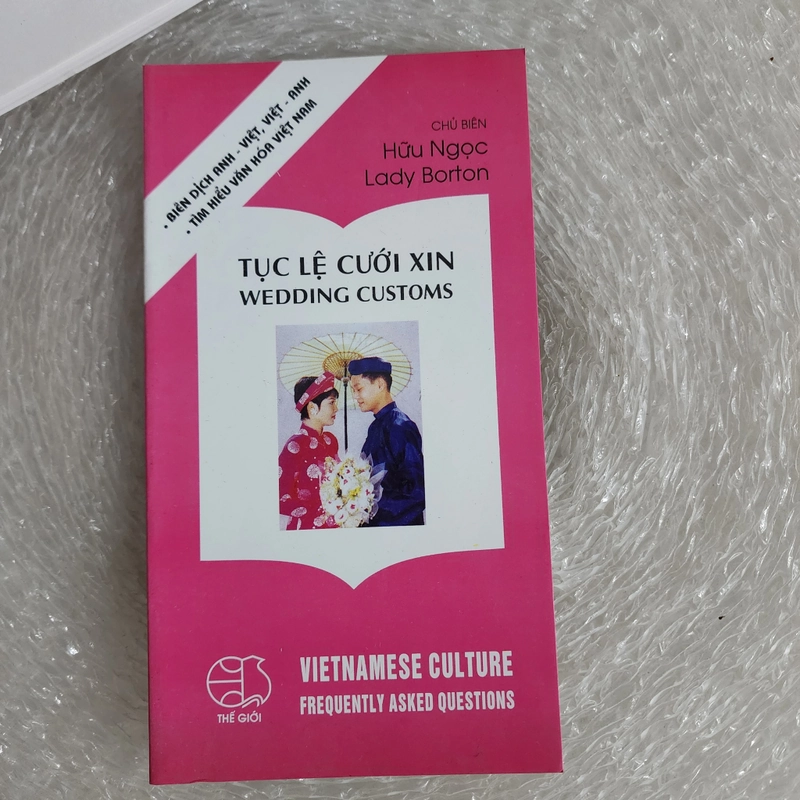 • BIÊN DỊCH ANH - VIỆT, VIỆT - ANH
• TÌM HIỂU VĂN HÓA VIỆT NAM
CHỦ BIÊN
Hữu Ngọc
Lady Borton
TỤC LỆ CƯỚI XIN
WEDDING CUSTOMS
VIETNAMESE CULTURE
FREQUENTLY ASKED QUESTIONS
THẾ GIỚI